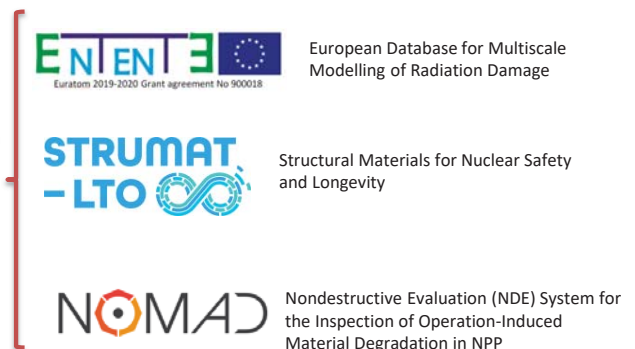 ENTENTE
Euratom 2019-2020 Grant agreement No 900018
European Database for Multiscale
Modelling of Radiation Damage
STRUMAT
-LTO
Structural Materials for Nuclear Safety
and Longevity
NOMAD
Nondestructive Evaluation (NDE) System for
the Inspection of Operation-Induced
Material Degradation in NPP